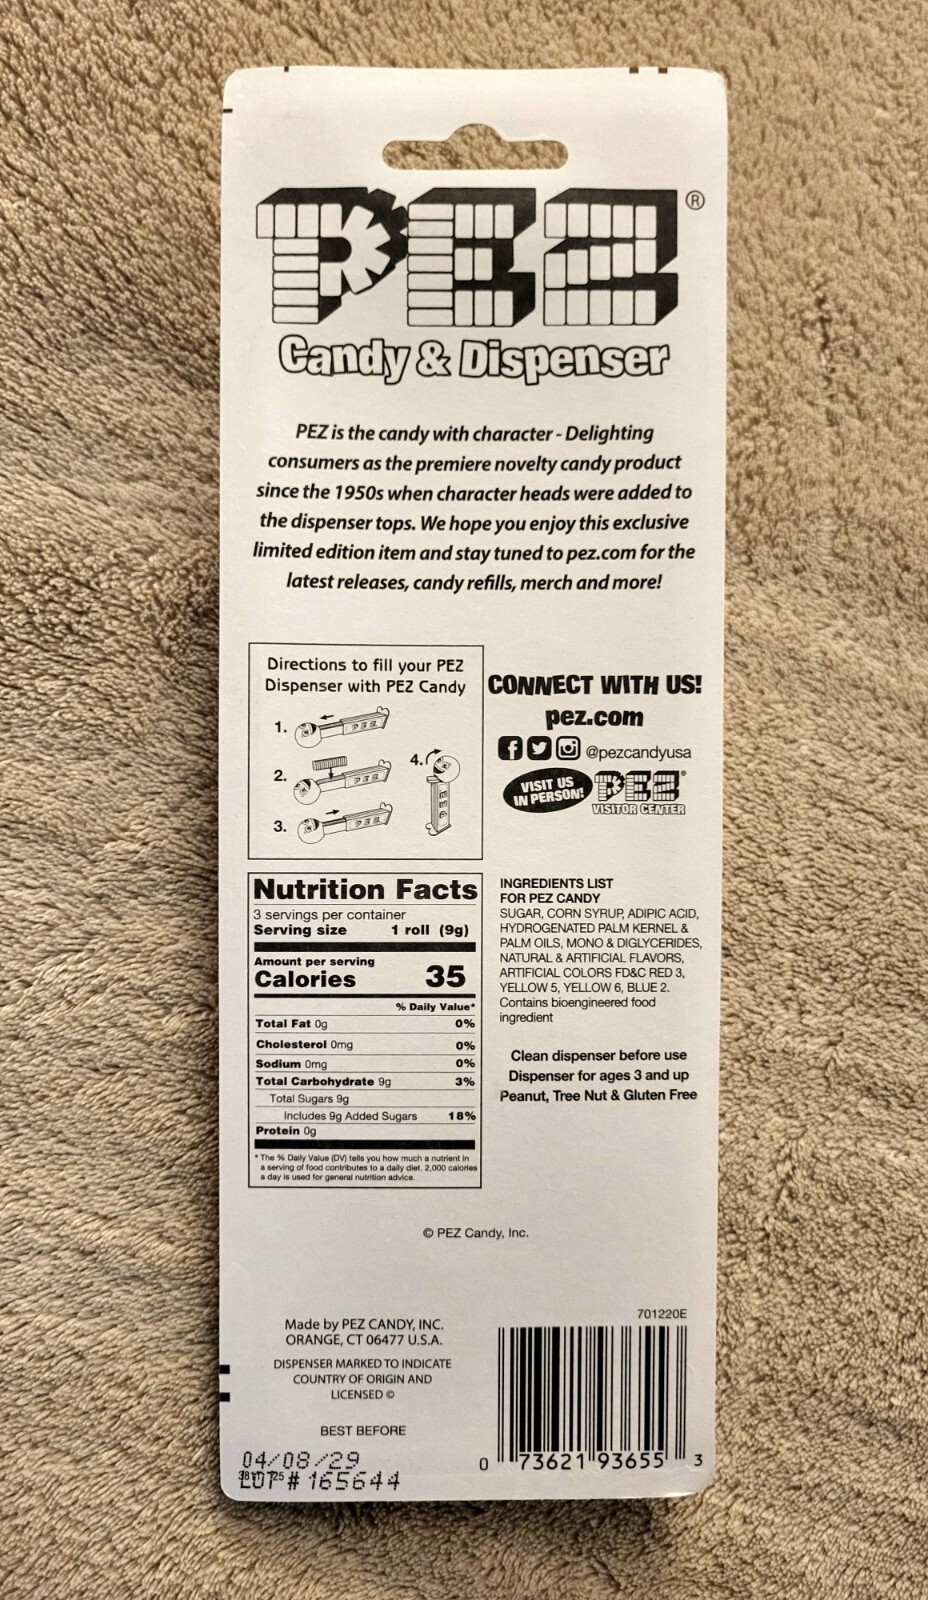 PEZ®
Candy & Dispenser
PEZ is the candy with character - Delighting
consumers as the premiere novelty candy product
since the 1950s when character heads were added to
the dispenser tops. We hope you enjoy this exclusive
limited edition item and stay tuned to pez.com for the
latest releases, candy refills, merch and more!
Directions to fill your PEZ
Dispenser with PEZ Candy
1.
PEZ
2.
PEZ
3.
PEZ
4.
PEZ
CONNECT WITH US!
pez.com
@pezcandyusa
VISIT US
IN PERSON!
PEZ®
VISITOR CENTER
Nutrition Facts
3 servings per container
Serving size 1 roll (9g)
Amount per serving
Calories 35
% Daily Value*
Total Fat 0g 0%
Cholesterol 0mg 0%
Sodium 0mg 0%
Total Carbohydrate 9g 3%
Total Sugars 9g
Includes 9g Added Sugars 18%
Protein 0g
* The % Daily Value (DV) tells you how much a nutrient in
a serving of food contributes to a daily diet. 2,000 calories
a day is used for general nutrition advice.
INGREDIENTS LIST
FOR PEZ CANDY
SUGAR, CORN SYRUP, ADIPIC ACID,
HYDROGENATED PALM KERNEL &
PALM OILS, MONO & DIGLYCERIDES,
NATURAL & ARTIFICIAL FLAVORS,
ARTIFICIAL COLORS FD&C RED 3,
YELLOW 5, YELLOW 6, BLUE 2.
Contains bioengineered food
ingredient
Clean dispenser before use
Dispenser for ages 3 and up
Peanut, Tree Nut & Gluten Free
© PEZ Candy, Inc.
Made by PEZ CANDY, INC.
ORANGE, CT 06477 U.S.A.
DISPENSER MARKED TO INDICATE
COUNTRY OF ORIGIN AND
LICENSED ©
BEST BEFORE
04/08/29
LOT # 165644
701220E
0 73621 93655 3